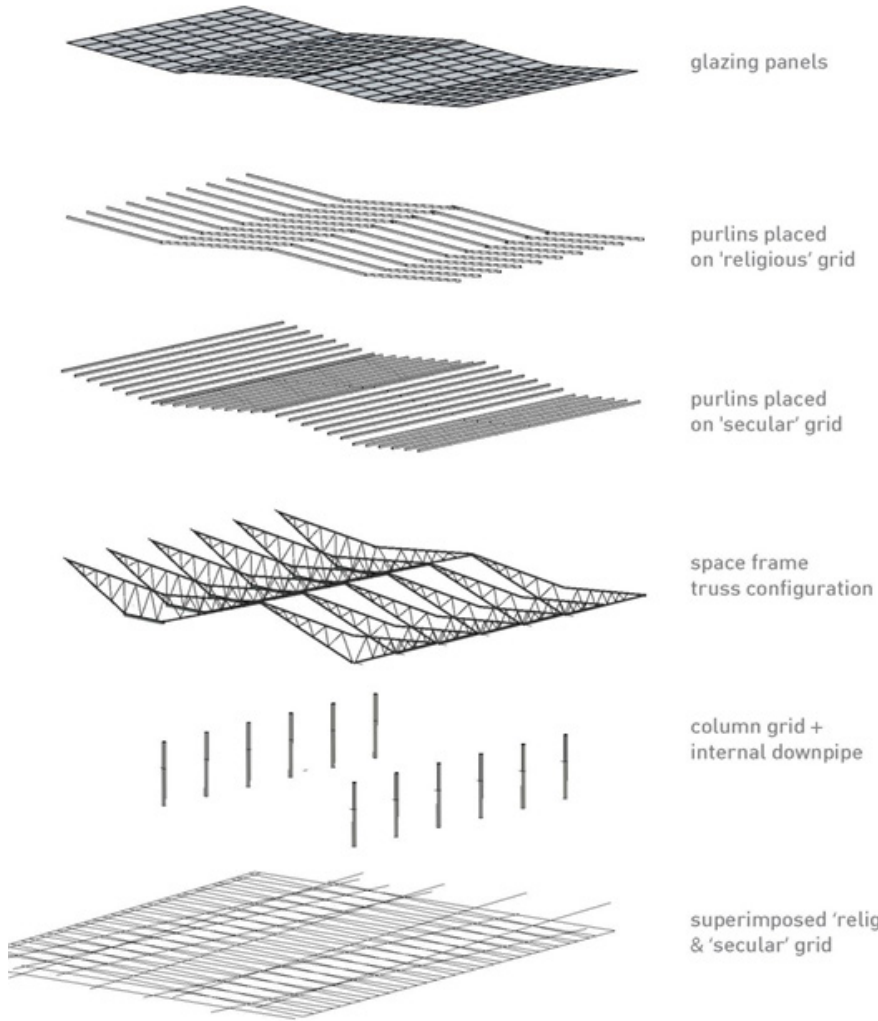 glazing panels
purlins placed
on 'religious' grid
purlins placed
on 'secular' grid
space frame
truss configuration
column grid +
internal downpipe
superimposed 'relig
& 'secular' grid